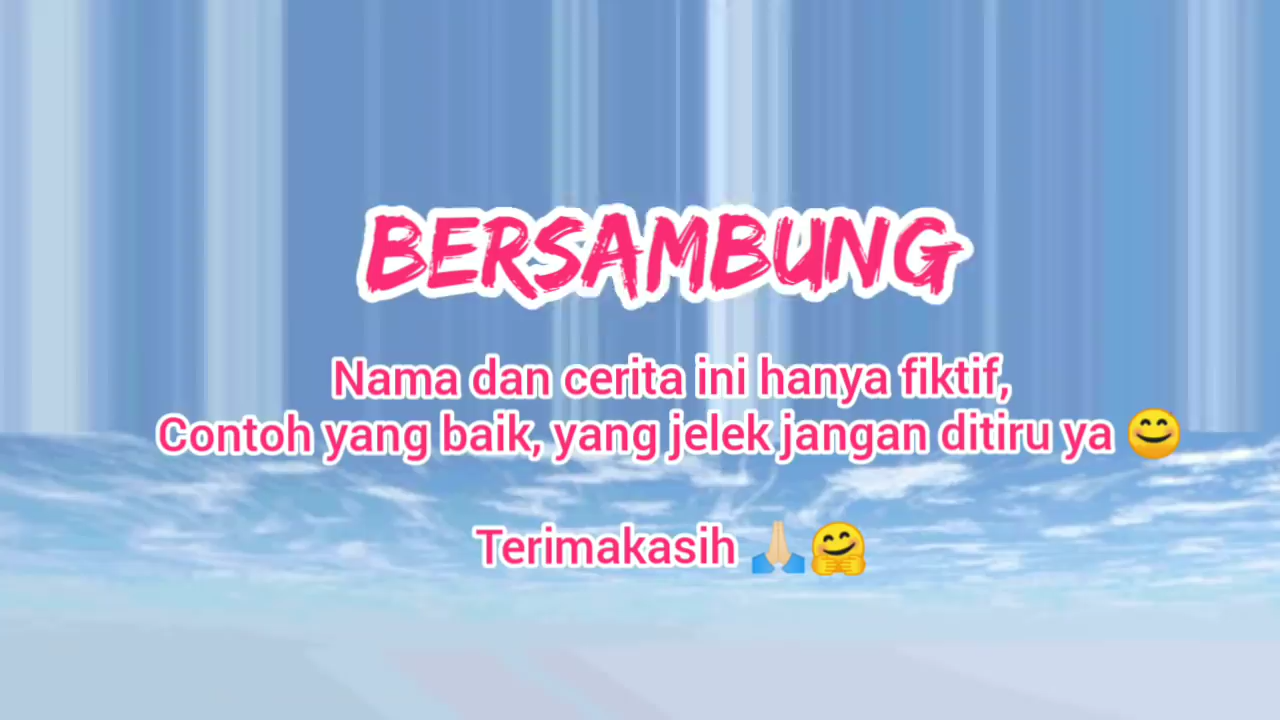 BERSAMBUNG
Nama dan cerita ini hanya fiktif,
Contoh yang baik, yang jelek jangan ditiru ya 😊
Terimakasih 🙏🏻🤗